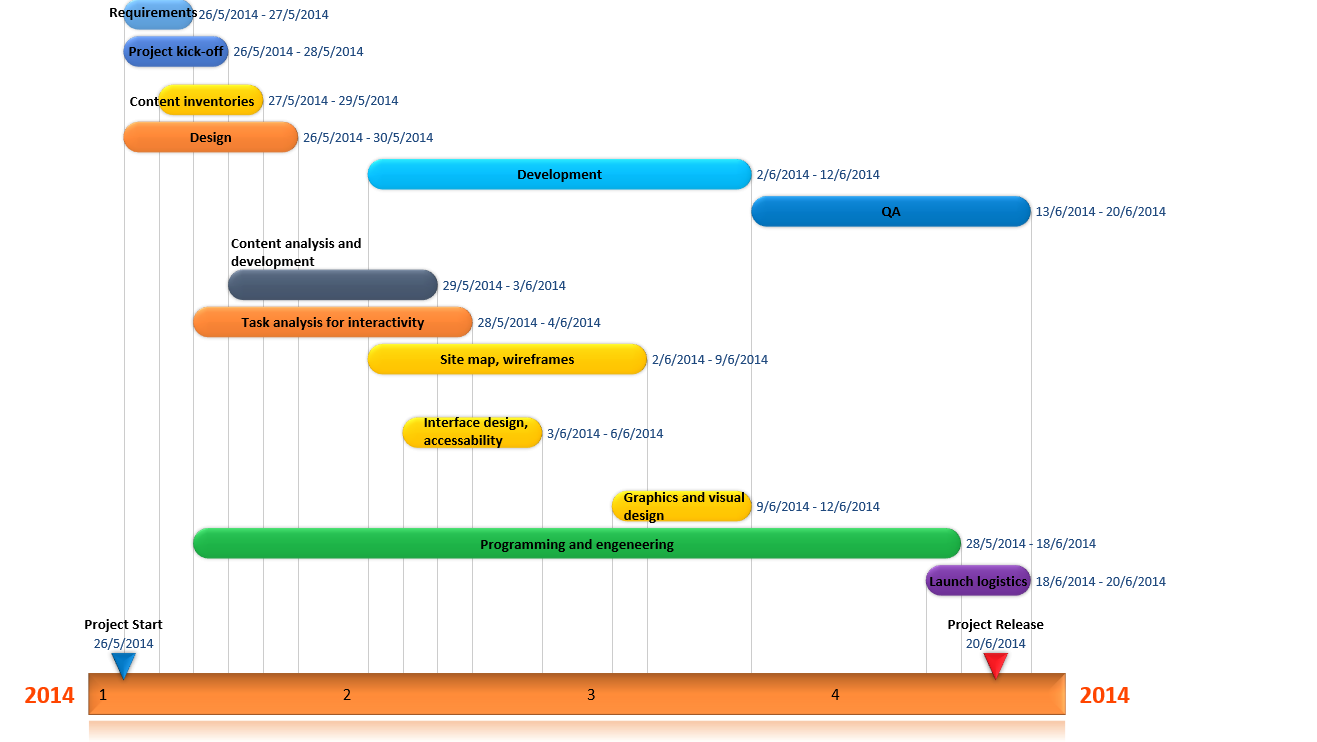 Requirements 26/5/2014 - 27/5/2014
Project kick-off 26/5/2014 - 28/5/2014
Content inventories 27/5/2014 - 29/5/2014
Design 26/5/2014 - 30/5/2014
Development 2/6/2014 - 12/6/2014
QA 13/6/2014 - 20/6/2014
Content analysis and
development
29/5/2014 - 3/6/2014
Task analysis for interactivity 28/5/2014 - 4/6/2014
Site map, wireframes 2/6/2014 - 9/6/2014
Interface design,
accessability
3/6/2014 - 6/6/2014
Graphics and visual
design
9/6/2014 - 12/6/2014
Programming and engeneering 28/5/2014 - 18/6/2014
Launch logistics 18/6/2014 - 20/6/2014
Project Start Project Release
26/5/2014 20/6/2014
2014 1 2 3 4 2014